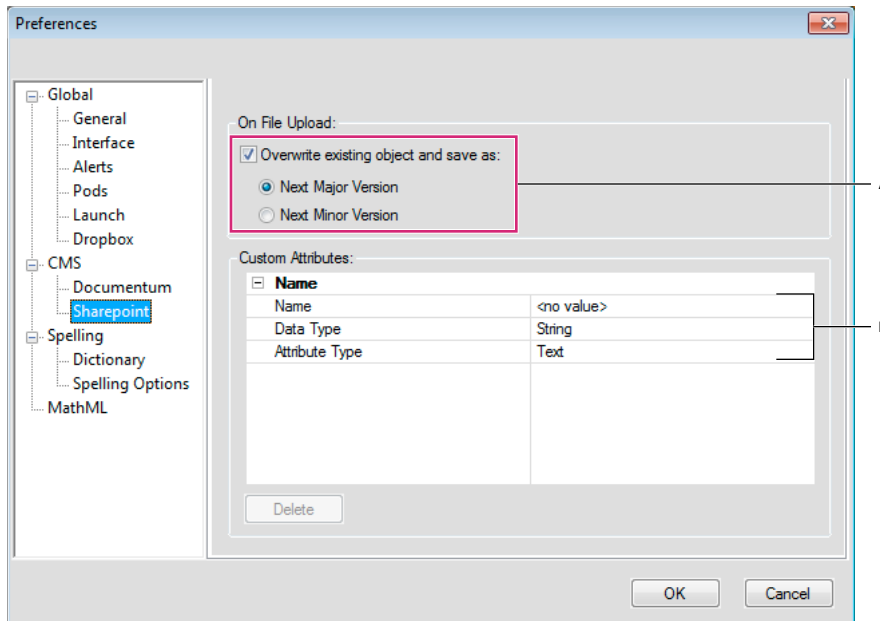 Preferences
Global
General
Interface
Alerts
Pods
Launch
Dropbox
CMS
Documentum
Sharepoint
Spelling
Dictionary
Spelling Options
MathML
On File Upload:
Overwrite existing object and save as:
Next Major Version
Next Minor Version
Custom Attributes:
Name
Name <no value>
Data Type String
Attribute Type Text
Delete
OK Cancel